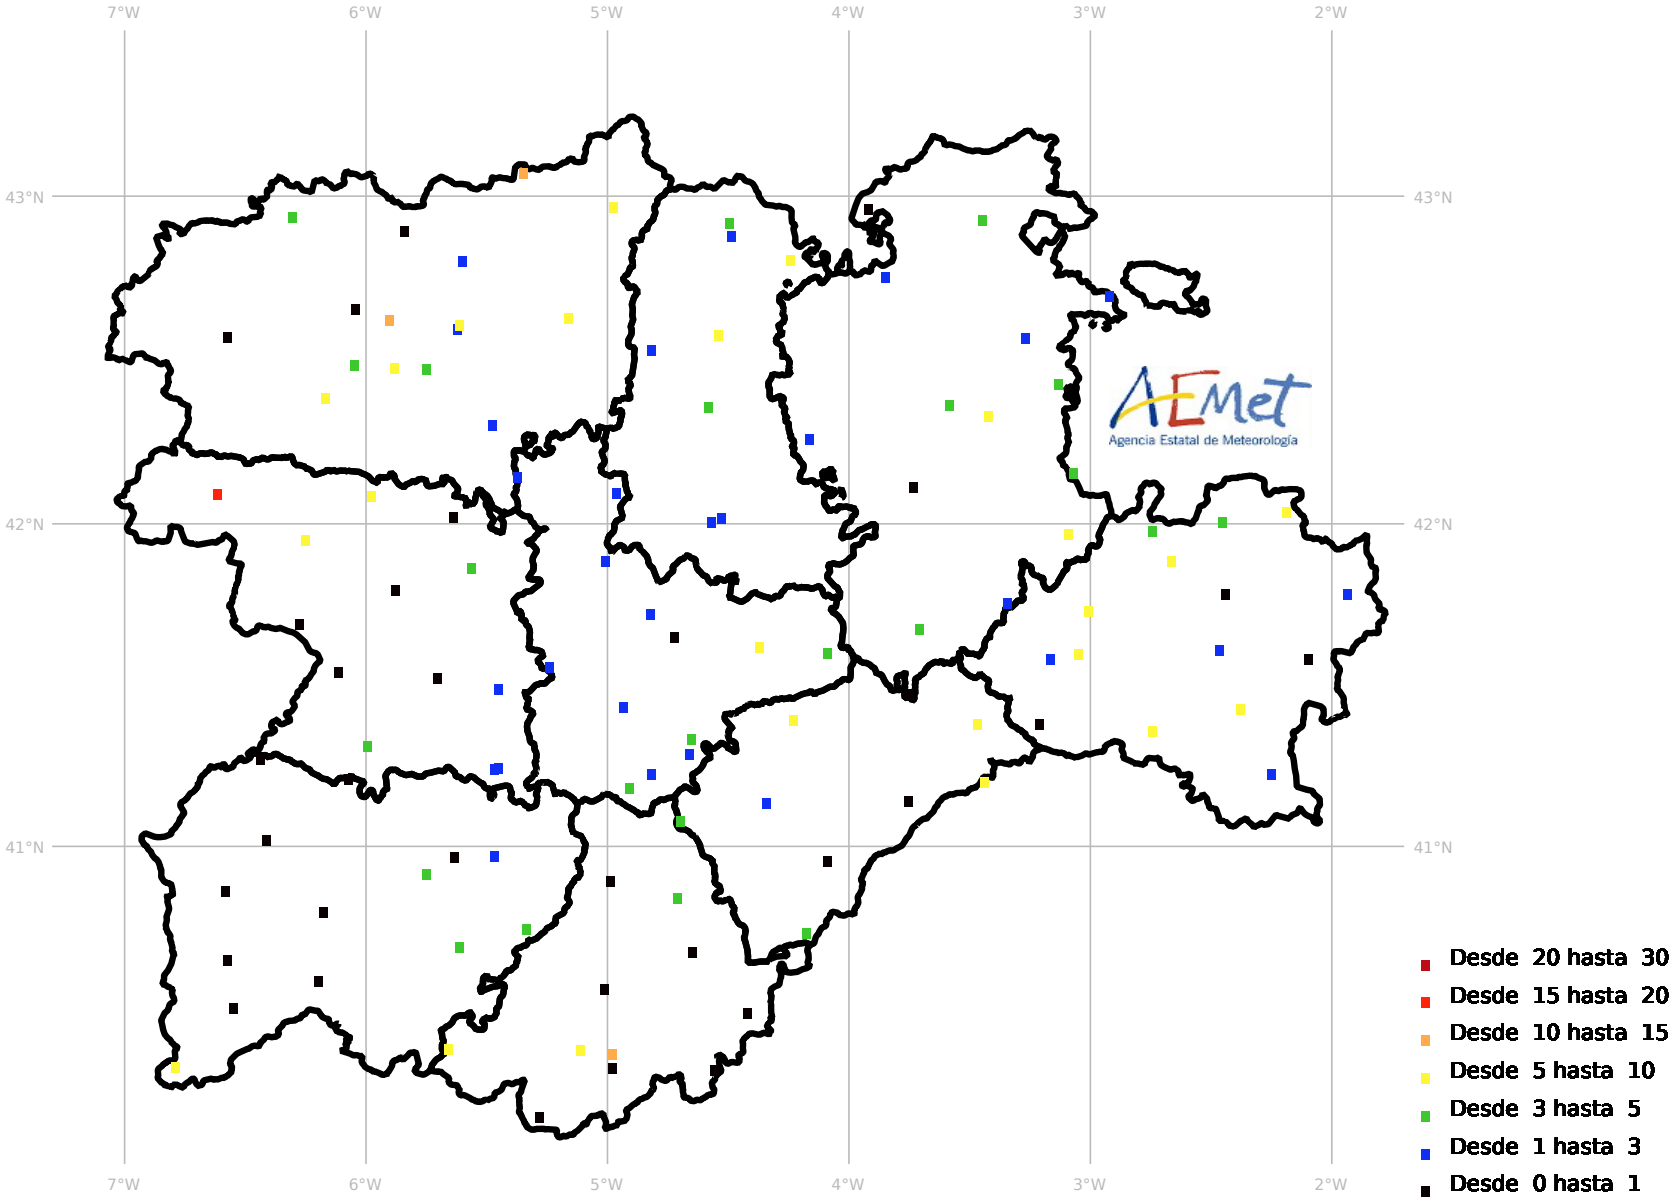 7°W 6°W 5°W 4°W 3°W 2°W
43°N 43°N
AEMet
Agencia Estatal de Meteorología
42°N 42°N
41°N 41°N
Desde 20 hasta 30
Desde 15 hasta 20
Desde 10 hasta 15
Desde 5 hasta 10
Desde 3 hasta 5
Desde 1 hasta 3
Desde 0 hasta 1
7°W 6°W 5°W 4°W 3°W 2°W